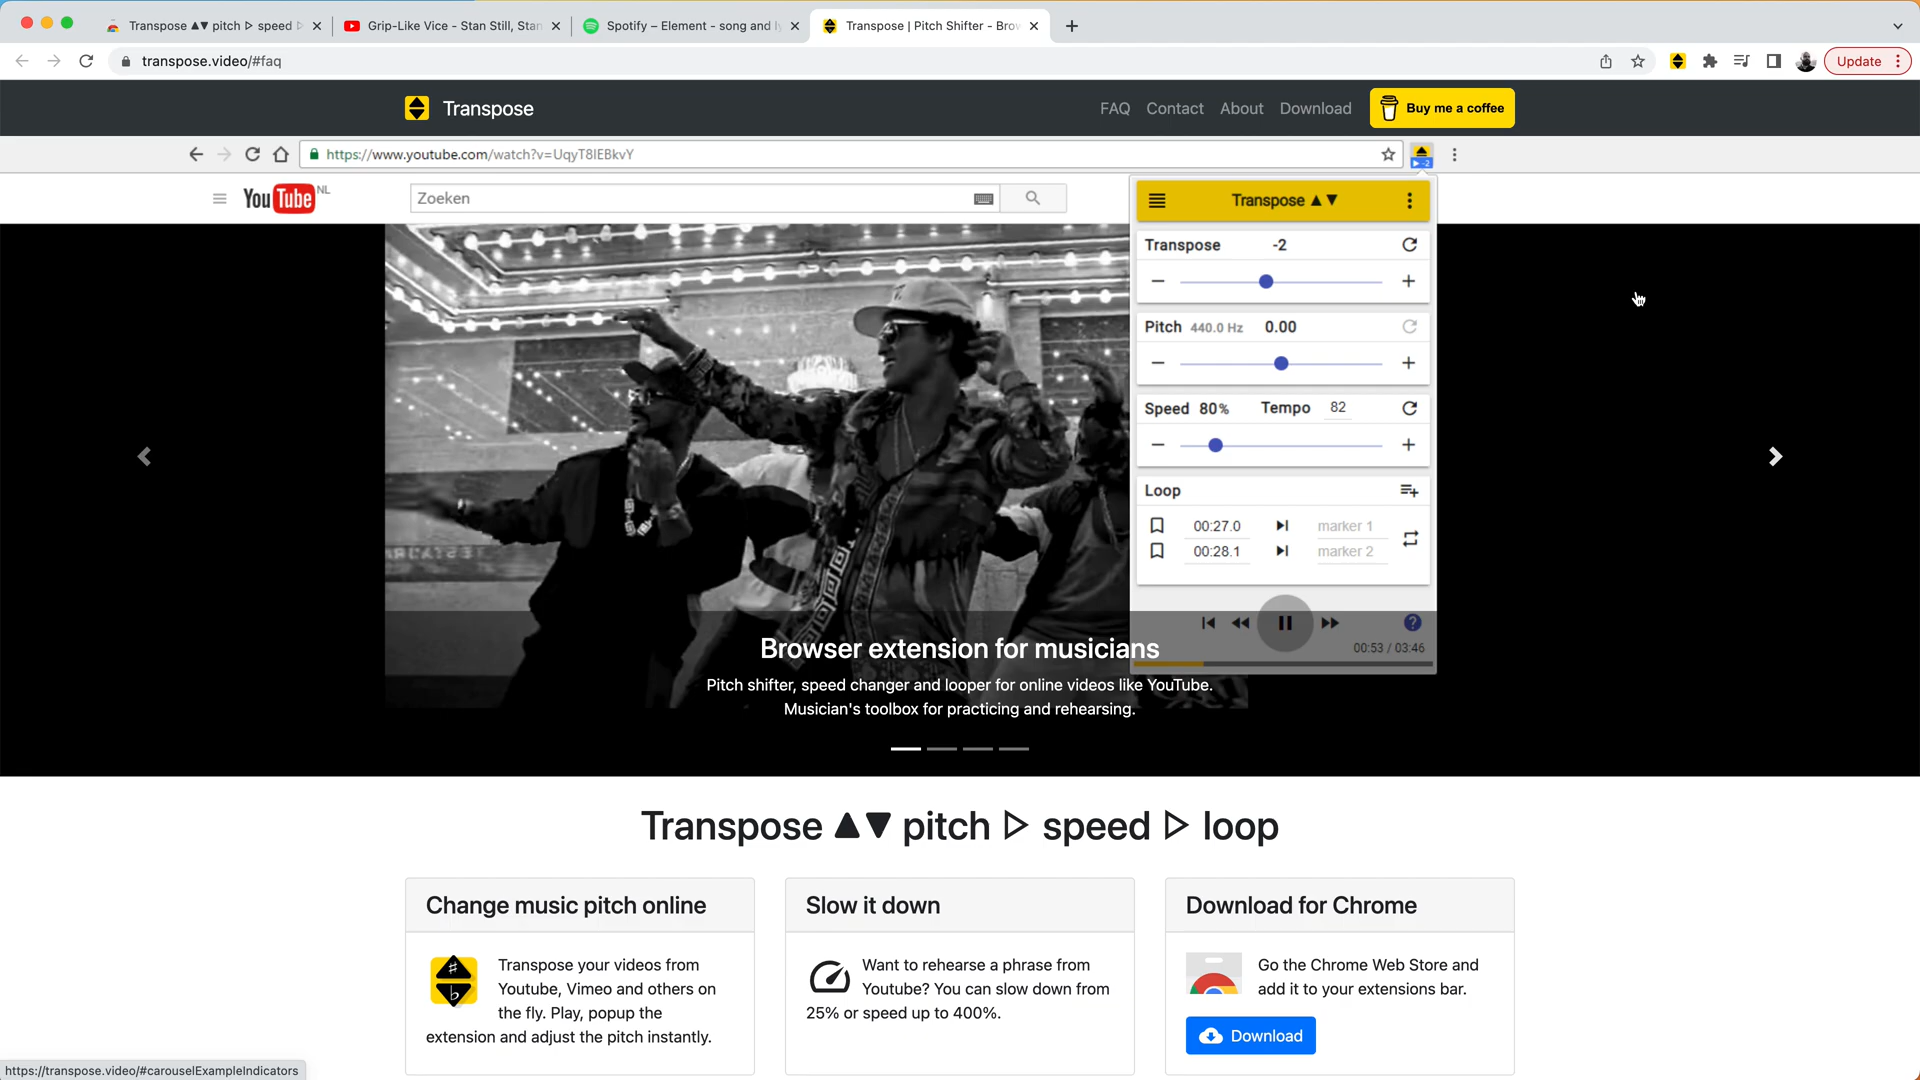 Transpose ▲▼ pitch ▷ speed ▷
Grip-Like Vice - Stan Still, Stan
Spotify – Element - song and ly
Transpose | Pitch Shifter - Brow
transpose.video/#faq
Update
Transpose
FAQ
Contact
About
Download
Buy me a coffee
https://www.youtube.com/watch?v=UqyT8IEBkvY
▶ -2
YouTube NL
Zoeken
Transpose ▲▼
Transpose -2
Pitch 440.0 Hz 0.00
Speed 80% Tempo 82
Loop
00:27.0 marker 1
00:28.1 marker 2
00:53 / 03:46
Browser extension for musicians
Pitch shifter, speed changer and looper for online videos like YouTube.
Musician's toolbox for practicing and rehearsing.
Transpose ▲▼ pitch ▷ speed ▷ loop
Change music pitch online
Transpose your videos from
Youtube, Vimeo and others on
the fly. Play, popup the
extension and adjust the pitch instantly.
Slow it down
Want to rehearse a phrase from
Youtube? You can slow down from
25% or speed up to 400%.
Download for Chrome
Go the Chrome Web Store and
add it to your extensions bar.
Download
https://transpose.video/#carouselExampleIndicators